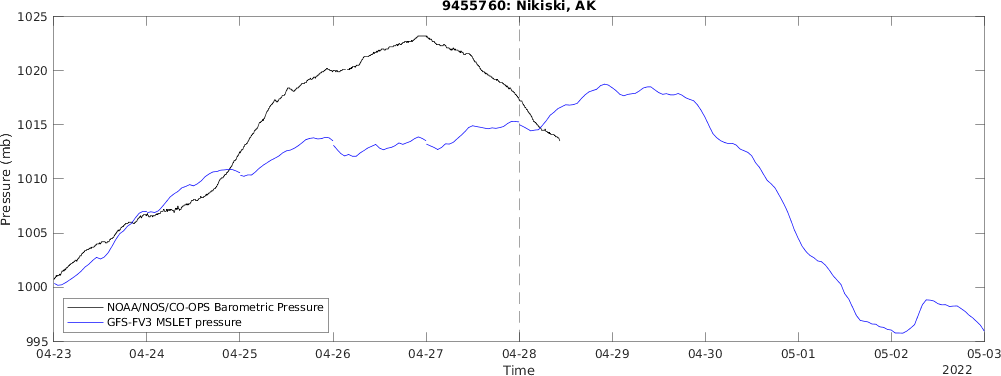 9455760: Nikiski, AK
1025
1020
1015
1010
1005
1000
995
Pressure (mb)
NOAA/NOS/CO-OPS Barometric Pressure
GFS-FV3 MSLET pressure
04-23 04-24 04-25 04-26 04-27 04-28 04-29 04-30 05-01 05-02 05-03
Time
2022